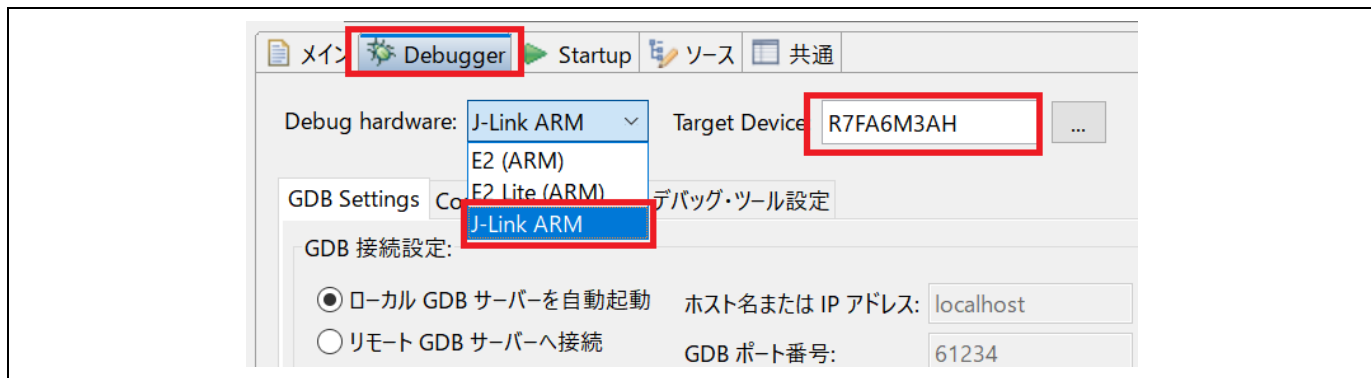 メイン Debugger Startup ソース 共通
Debug hardware: J-Link ARM Target Device R7FA6M3AH ...
E2 (ARM)
E2 Lite (ARM)
J-Link ARM
GDB Settings Co デバッグ・ツール設定
GDB 接続設定:
ローカル GDB サーバーを自動起動 ホスト名または IP アドレス: localhost
リモート GDB サーバーへ接続 GDB ポート番号: 61234